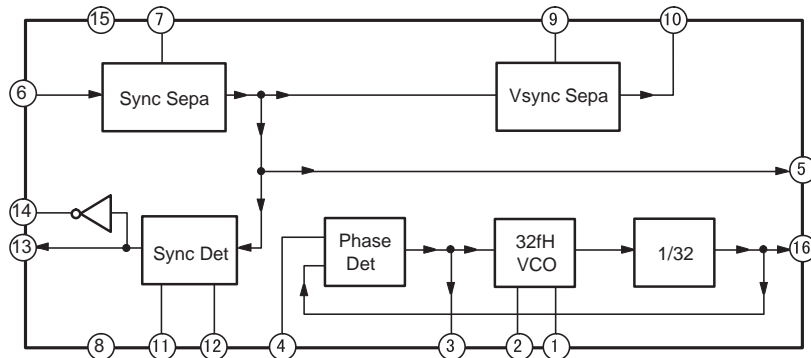 15
7
9
10
6
Sync Sepa
Vsync Sepa
5
14
13
Sync Det
Phase
Det
32fH
VCO
1/32
16
8
11
12
4
3
2
1